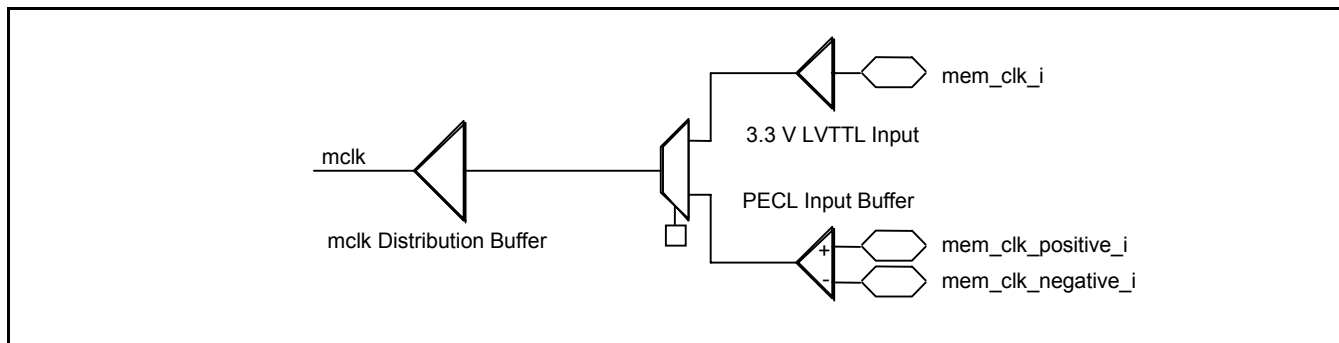 mem_clk_i
3.3 V LVTTL Input
mclk
PECL Input Buffer
mclk Distribution Buffer
+
mem_clk_positive_i
-
mem_clk_negative_i